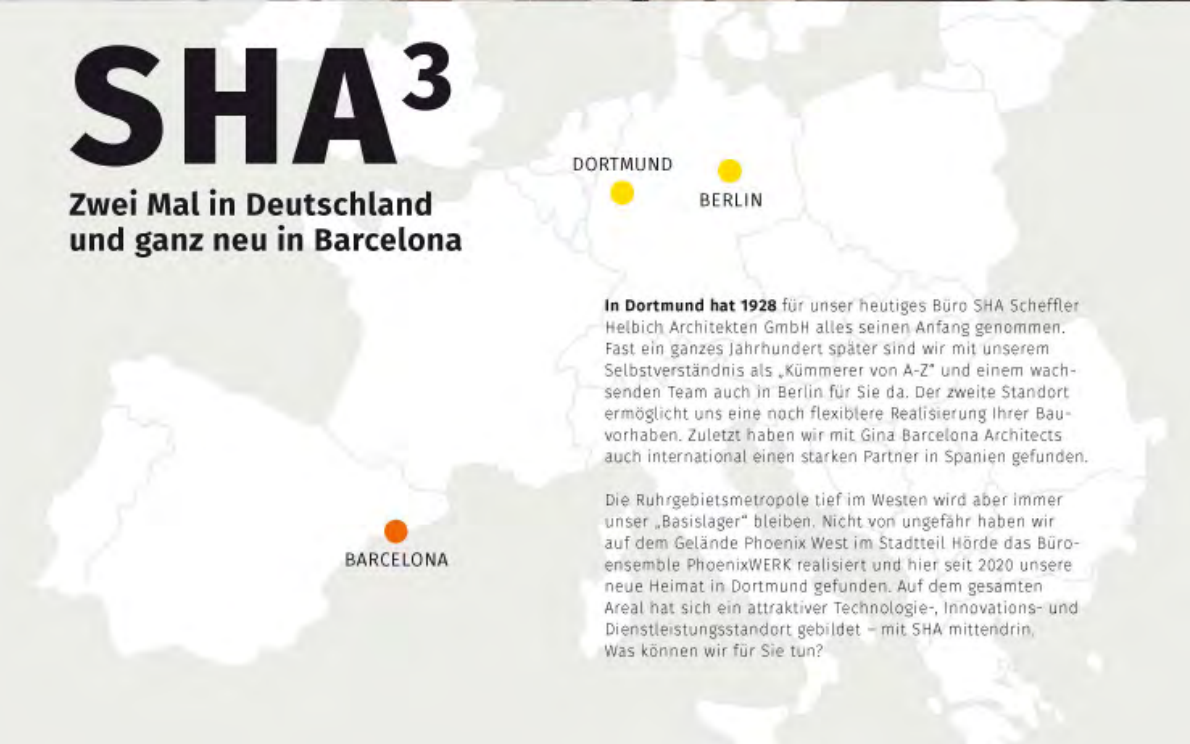 SHA³
Zwei Mal in Deutschland
und ganz neu in Barcelona
DORTMUND
BERLIN
BARCELONA
In Dortmund hat 1928 für unser heutiges Büro SHA Scheffler
Helbich Architekten GmbH alles seinen Anfang genommen.
Fast ein ganzes Jahrhundert später sind wir mit unserem
Selbstverständnis als „Kümmerer von A-Z“ und einem wach-
senden Team auch in Berlin für Sie da. Der zweite Standort
ermöglicht uns eine noch flexiblere Realisierung Ihrer Bau-
vorhaben. Zuletzt haben wir mit Gina Barcelona Architects
auch international einen starken Partner in Spanien gefunden.
Die Ruhrgebietsmetropole tief im Westen wird aber immer
unser „Basislager“ bleiben. Nicht von ungefähr haben wir
auf dem Gelände Phoenix West im Stadtteil Hörde das Büro-
ensemble PhoenixWERK realisiert und hier seit 2020 unsere
neue Heimat in Dortmund gefunden. Auf dem gesamten
Areal hat sich ein attraktiver Technologie-, Innovations- und
Dienstleistungsstandort gebildet – mit SHA mittendrin.
Was können wir für Sie tun?